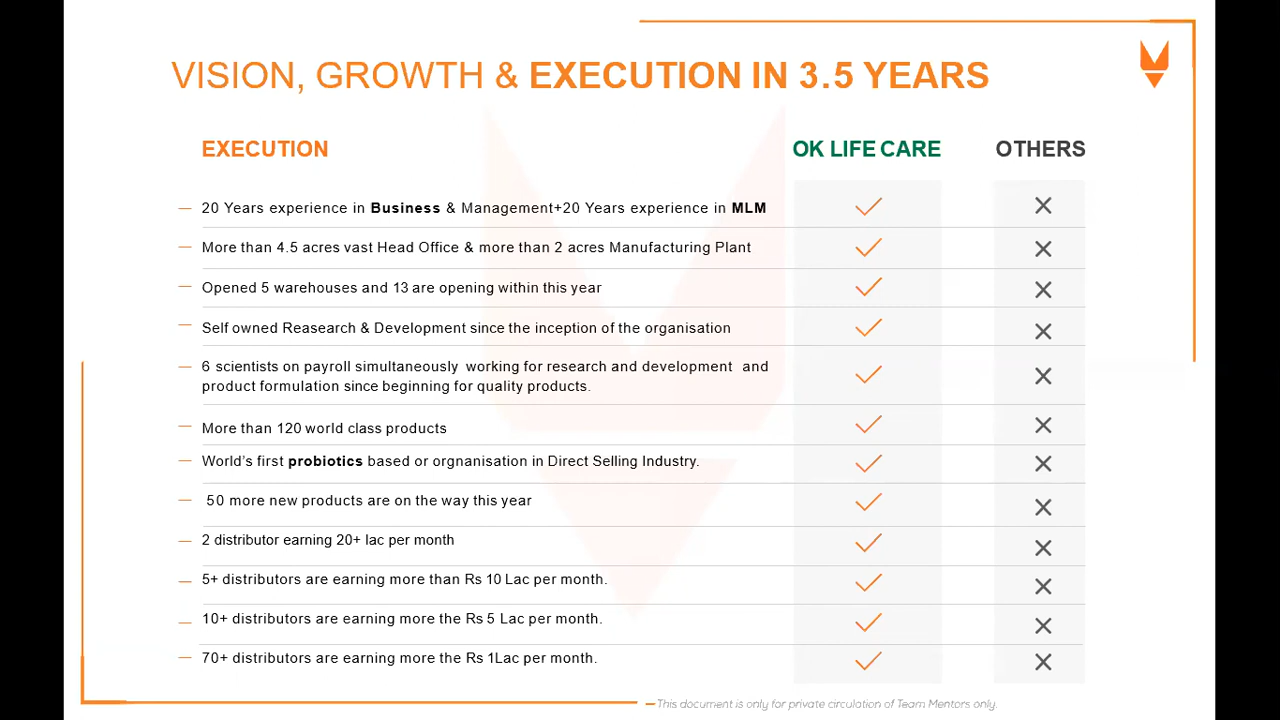 VISION, GROWTH & EXECUTION IN 3.5 YEARS
EXECUTION
OK LIFE CARE
OTHERS
20 Years experience in Business & Management+20 Years experience in MLM
More than 4.5 acres vast Head Office & more than 2 acres Manufacturing Plant
Opened 5 warehouses and 13 are opening within this year
Self owned Reasearch & Development since the inception of the organisation
6 scientists on payroll simultaneously working for research and development and
product formulation since beginning for quality products.
More than 120 world class products
World's first probiotics based or orgnanisation in Direct Selling Industry.
50 more new products are on the way this year
2 distributor earning 20+ lac per month
5+ distributors are earning more than Rs 10 Lac per month.
10+ distributors are earning more the Rs 5 Lac per month.
70+ distributors are earning more the Rs 1Lac per month.
This document is only for private circulation of Team Mentors only.